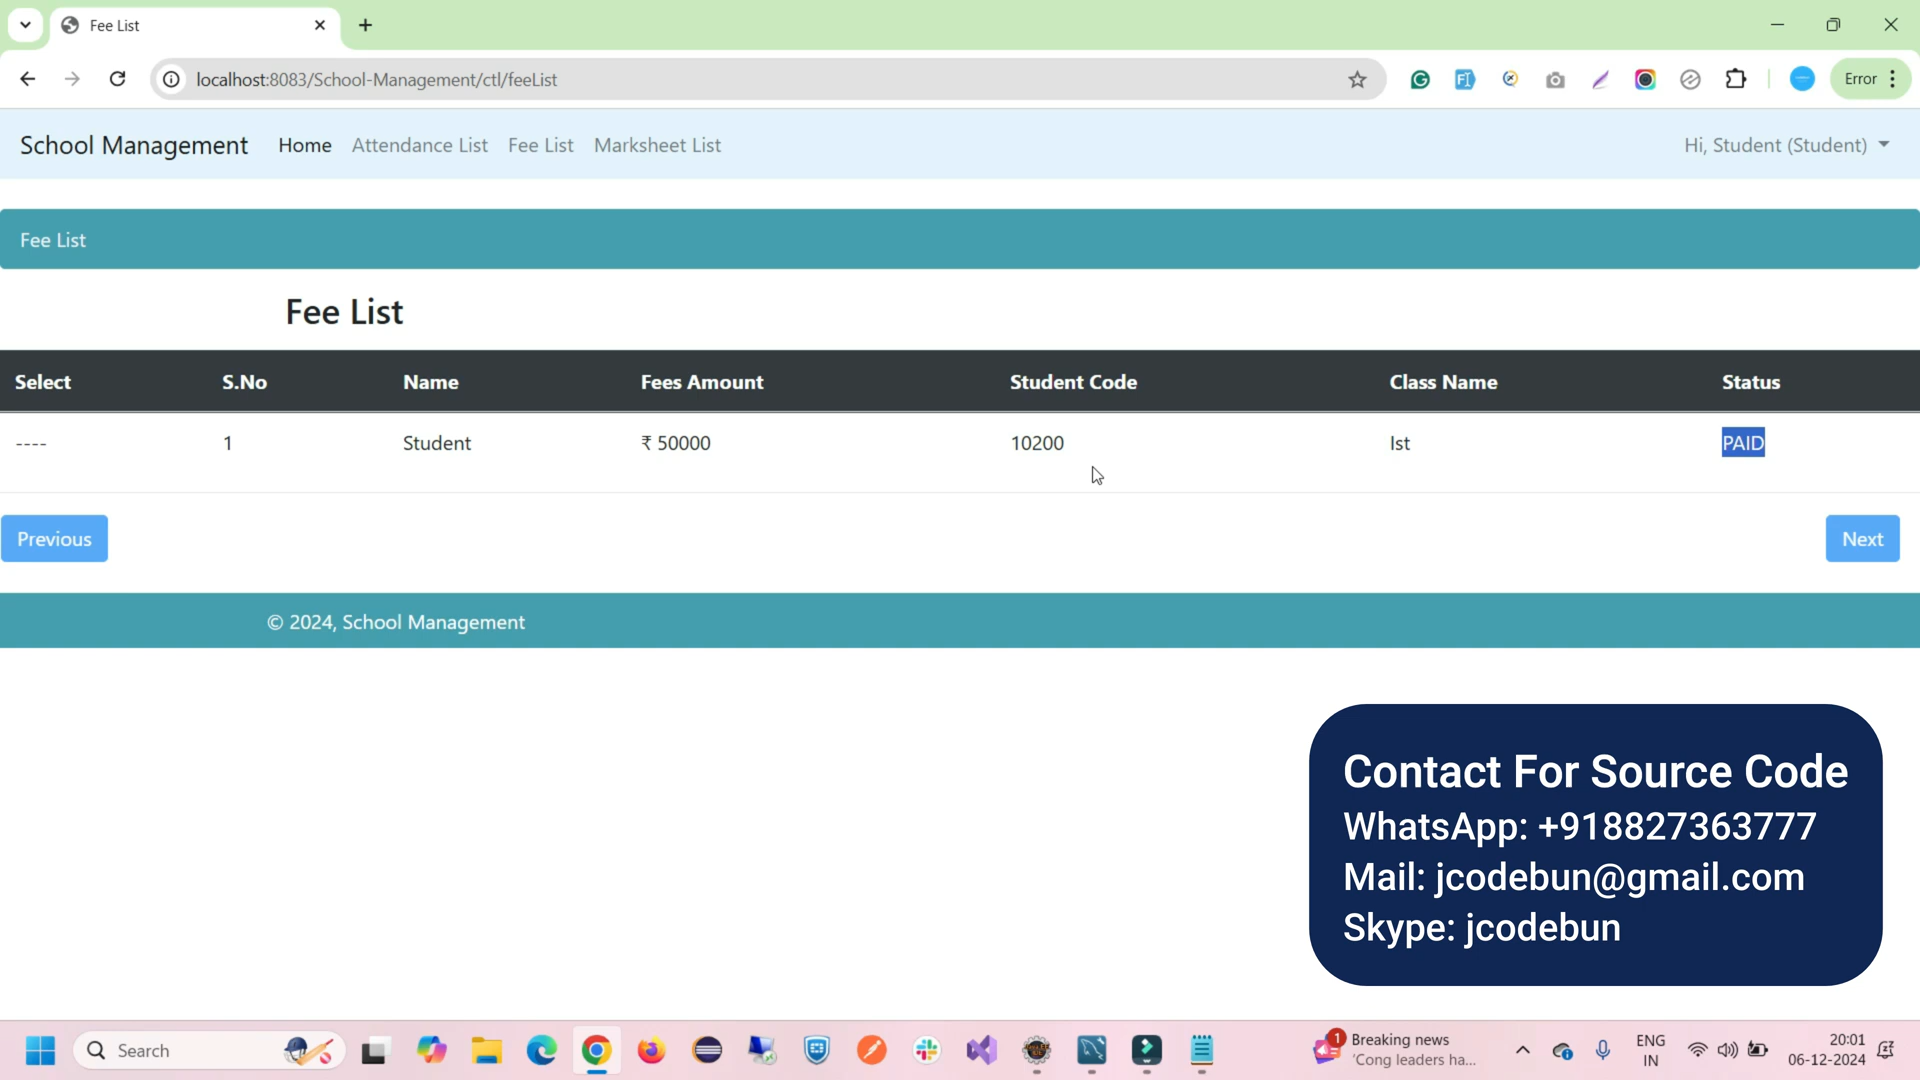 Fee List
localhost:8083/School-Management/ctl/feeList
Error
School Management Home Attendance List Fee List Marksheet List Hi, Student (Student)
Fee List
Fee List
Select S.No Name Fees Amount Student Code Class Name Status
---- 1 Student ₹ 50000 10200 Ist PAID
Previous Next
© 2024, School Management
Contact For Source Code
WhatsApp: +918827363777
Mail: jcodebun@gmail.com
Skype: jcodebun
Search
1 Breaking news
'Cong leaders ha...
ENG
IN
20:01
06-12-2024